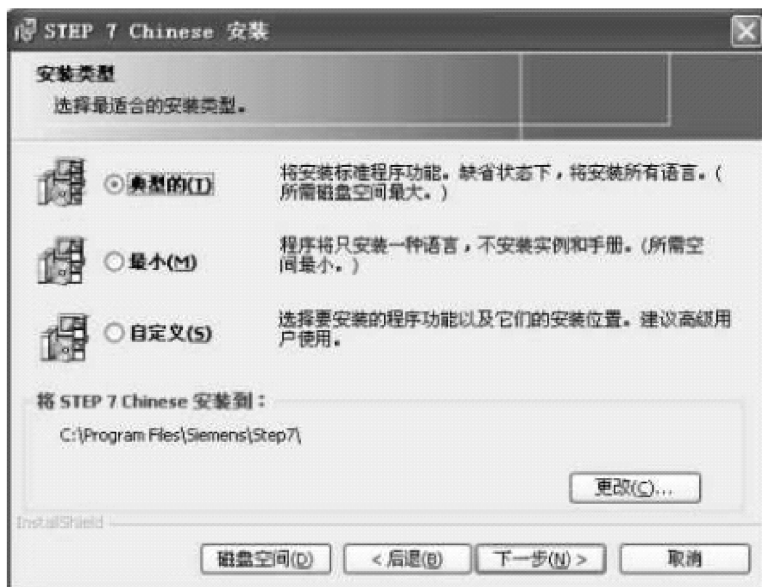 STEP 7 Chinese 安装
安装类型
选择最适合的安装类型。
典型的(T)
将安装标准程序功能。缺省状态下，将安装所有语言。(
所需磁盘空间最大。)
最小(M)
程序将只安装一种语言，不安装实例和手册。(所需空
间最小。)
自定义(S)
选择要安装的程序功能以及它们的安装位置。建议高级用
户使用。
将 STEP 7 Chinese 安装到：
C:\Program Files\Siemens\Step7\
更改(C)...
InstallShield
磁盘空间(D)
< 后退(B)
下一步(N) >
取消